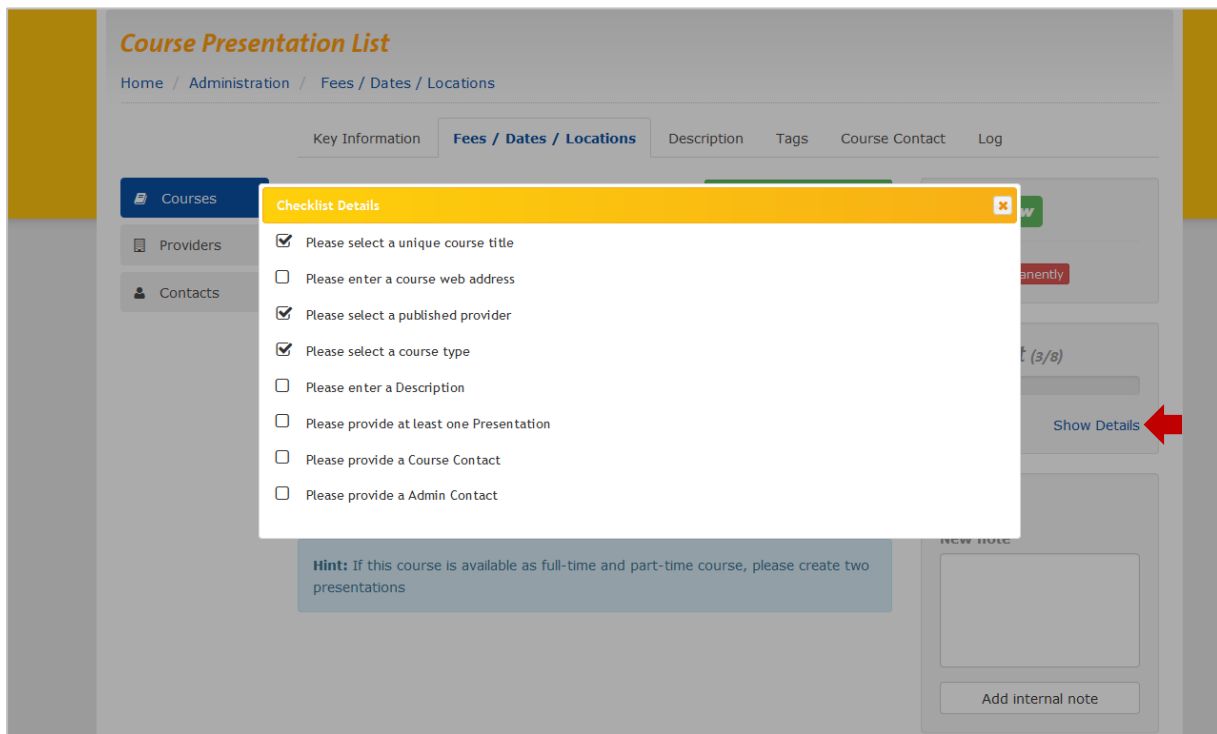 Course Presentation List
Home / Administration / Fees / Dates / Locations
Key Information Fees / Dates / Locations Description Tags Course Contact Log
Courses
Providers
Contacts
Checklist Details
Please select a unique course title
Please enter a course web address
Please select a published provider
Please select a course type
Please enter a Description
Please provide at least one Presentation
Please provide a Course Contact
Please provide a Admin Contact
(3/8)
Show Details
Hint: If this course is available as full-time and part-time course, please create two
presentations
New note
Add internal note